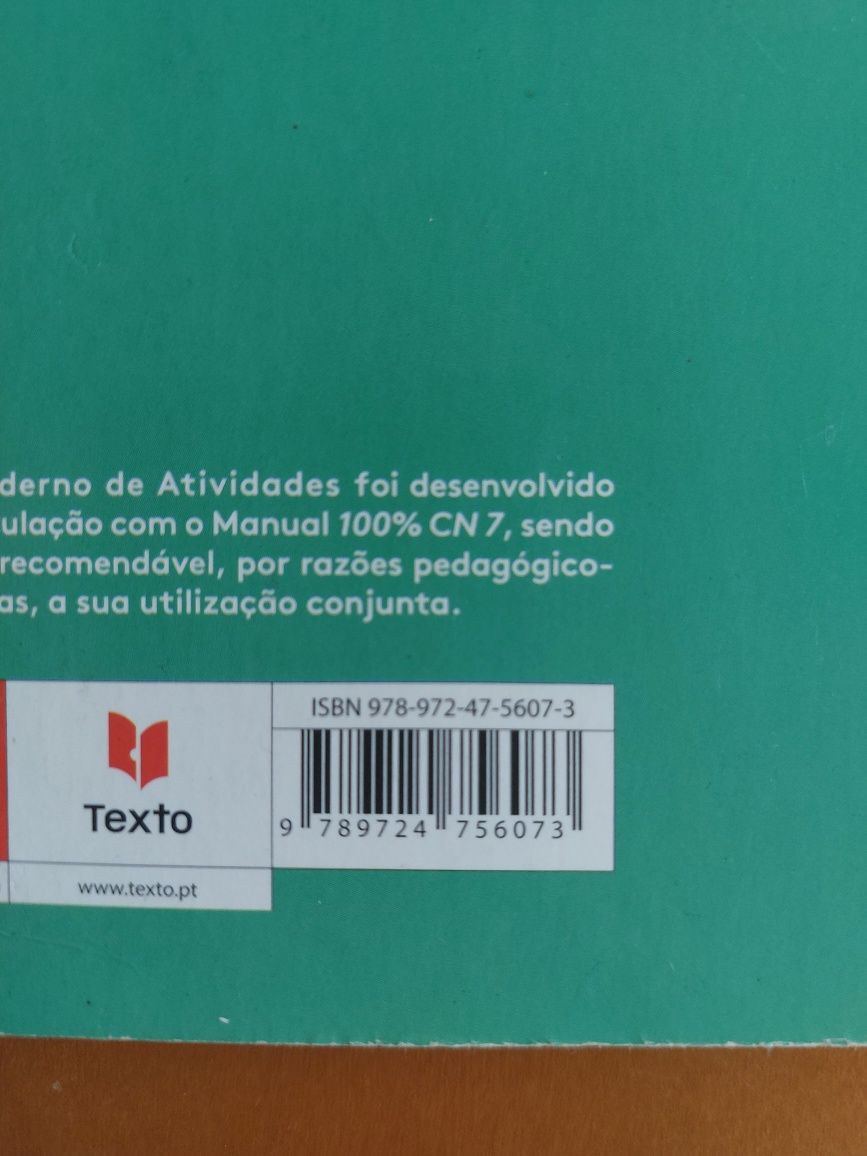 derno de Atividades foi desenvolvido
ulação com o Manual 100% CN 7, sendo
recomendável, por razões pedagógico-
as, a sua utilização conjunta.
ISBN 978-972-47-5607-3
Texto
9 789724 756073
www.texto.pt